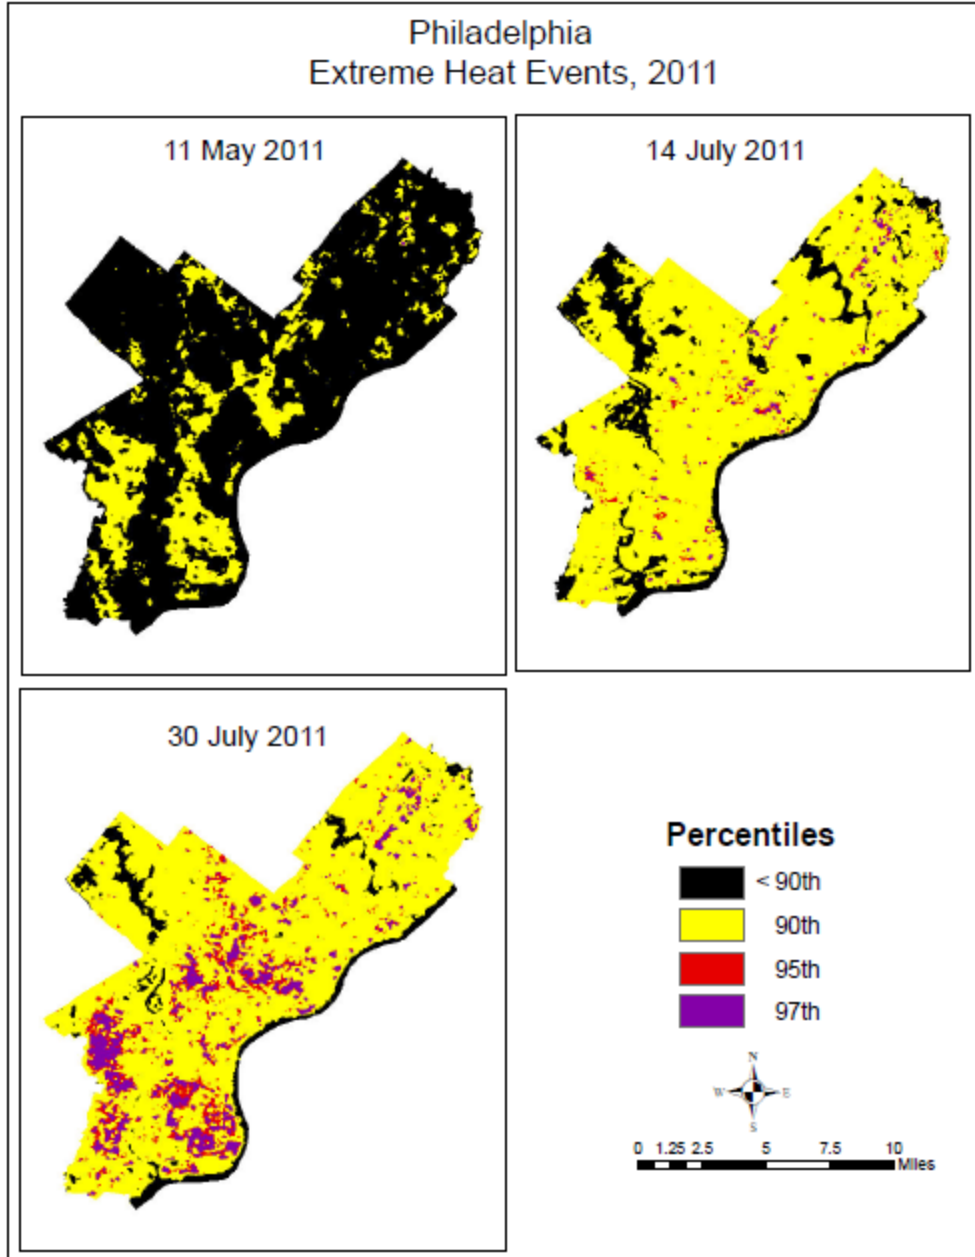 Philadelphia
Extreme Heat Events, 2011
11 May 2011
14 July 2011
30 July 2011
Percentiles
< 90th
90th
95th
97th
N
W E
S
0 1.25 2.5 5 7.5 10
Miles